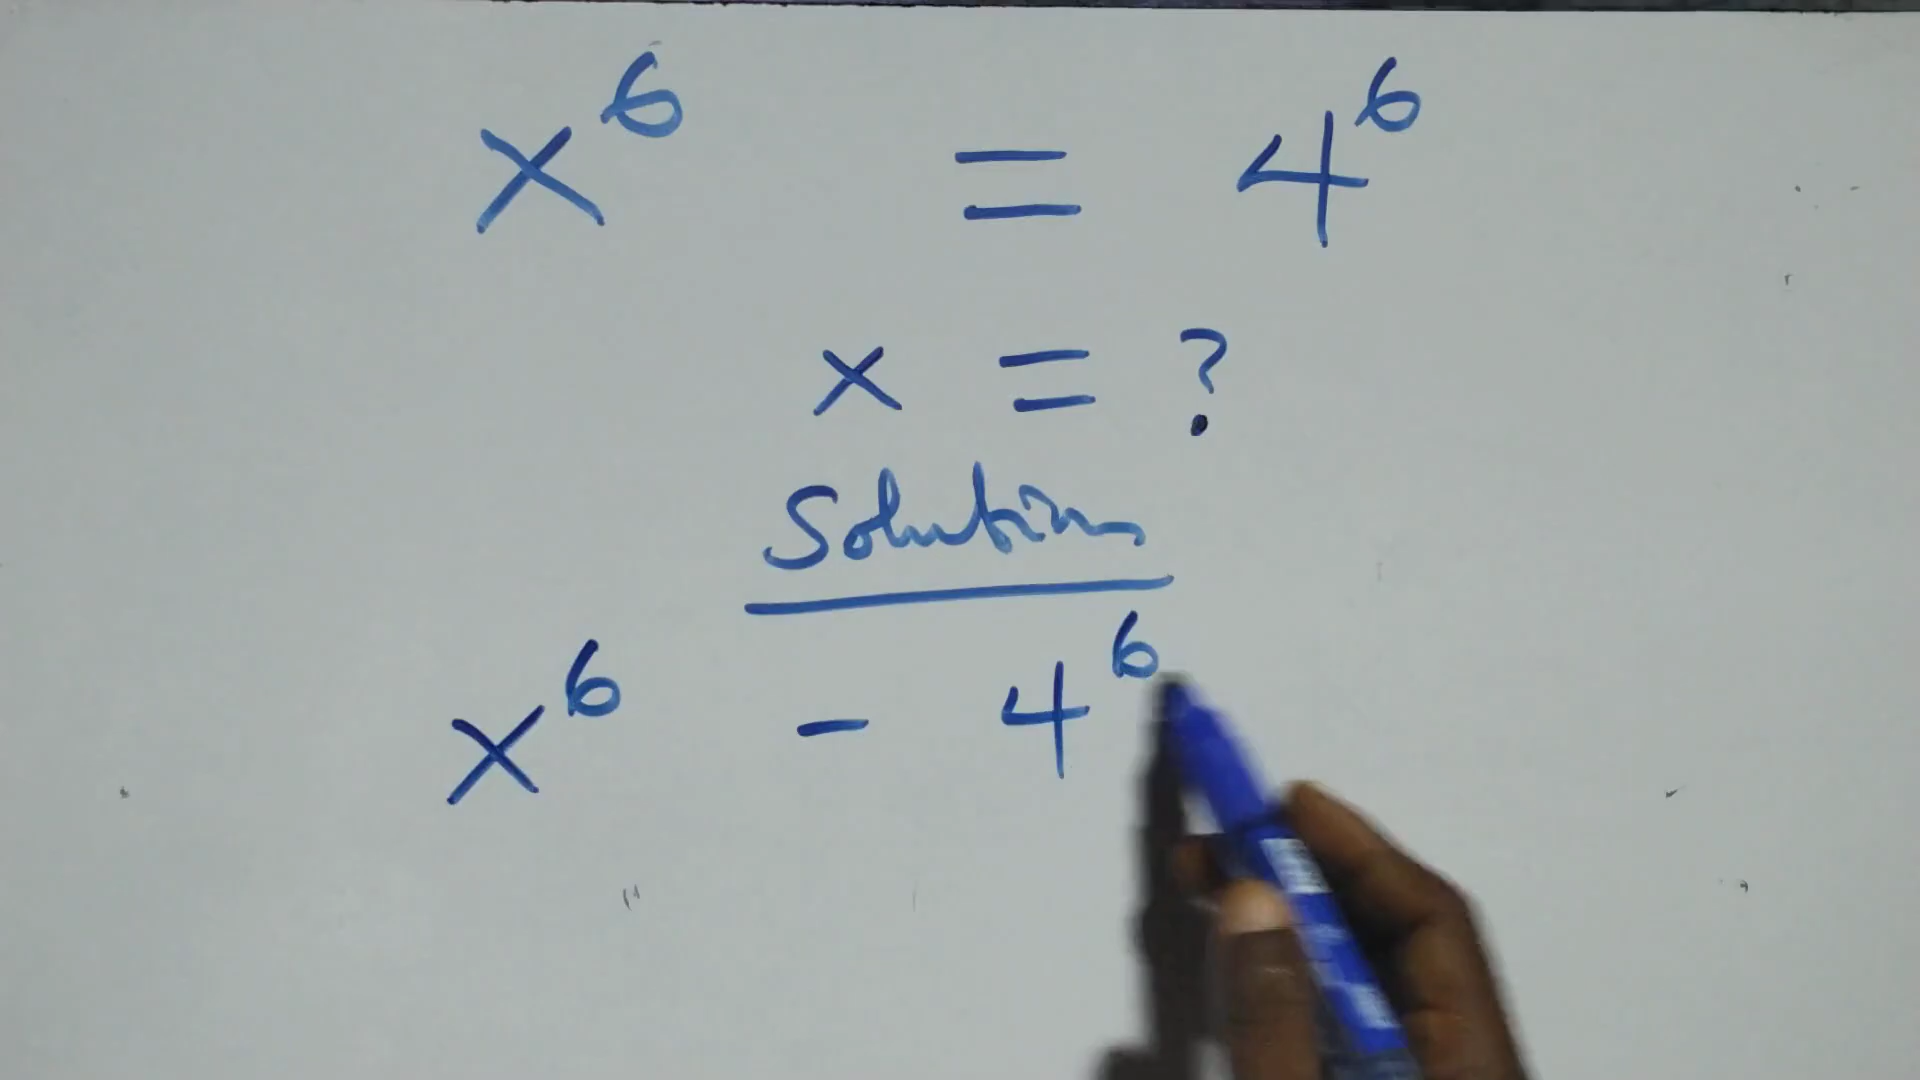 x⁶ = 4⁶
x = ?
Solution
x⁶ - 4⁶